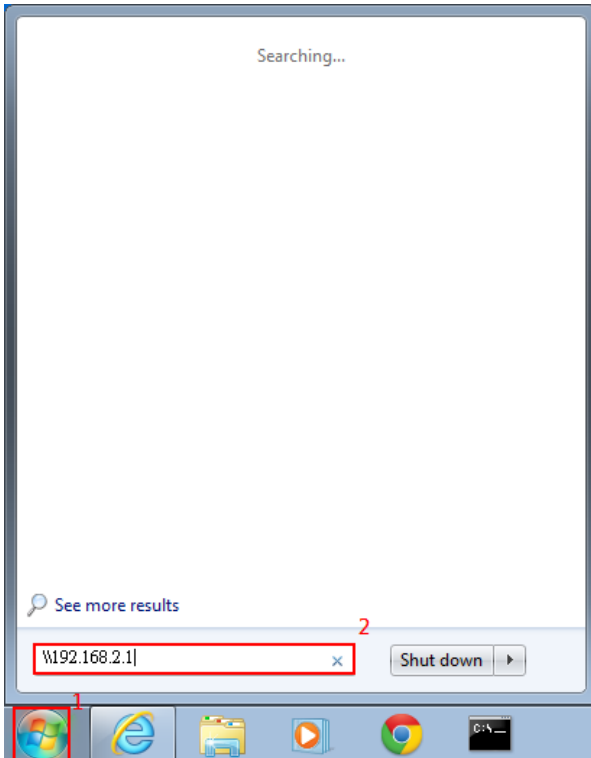 Searching...
See more results
2
\\192.168.2.1
Shut down
1
C:\_